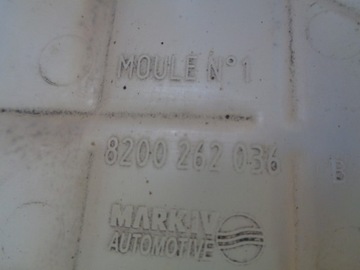 MOULE N°1
8200 262 036
B
MARK IV
AUTOMOTIVE